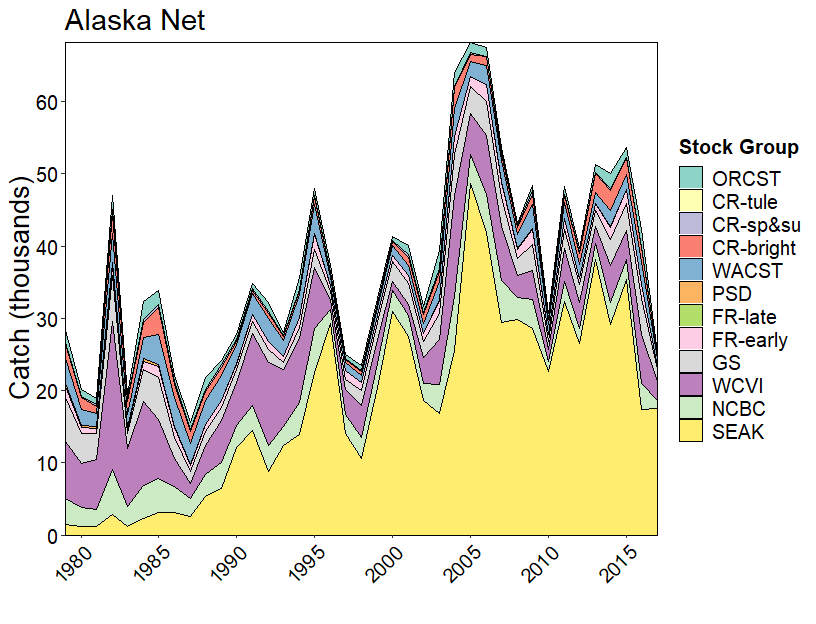 Alaska Net
Catch (thousands)
60
50
40
30
20
10
0
1980
1985
1990
1995
2000
2005
2010
2015
Stock Group
ORCST
CR-tule
CR-sp&su
CR-bright
WACST
PSD
FR-late
FR-early
GS
WCVI
NCBC
SEAK